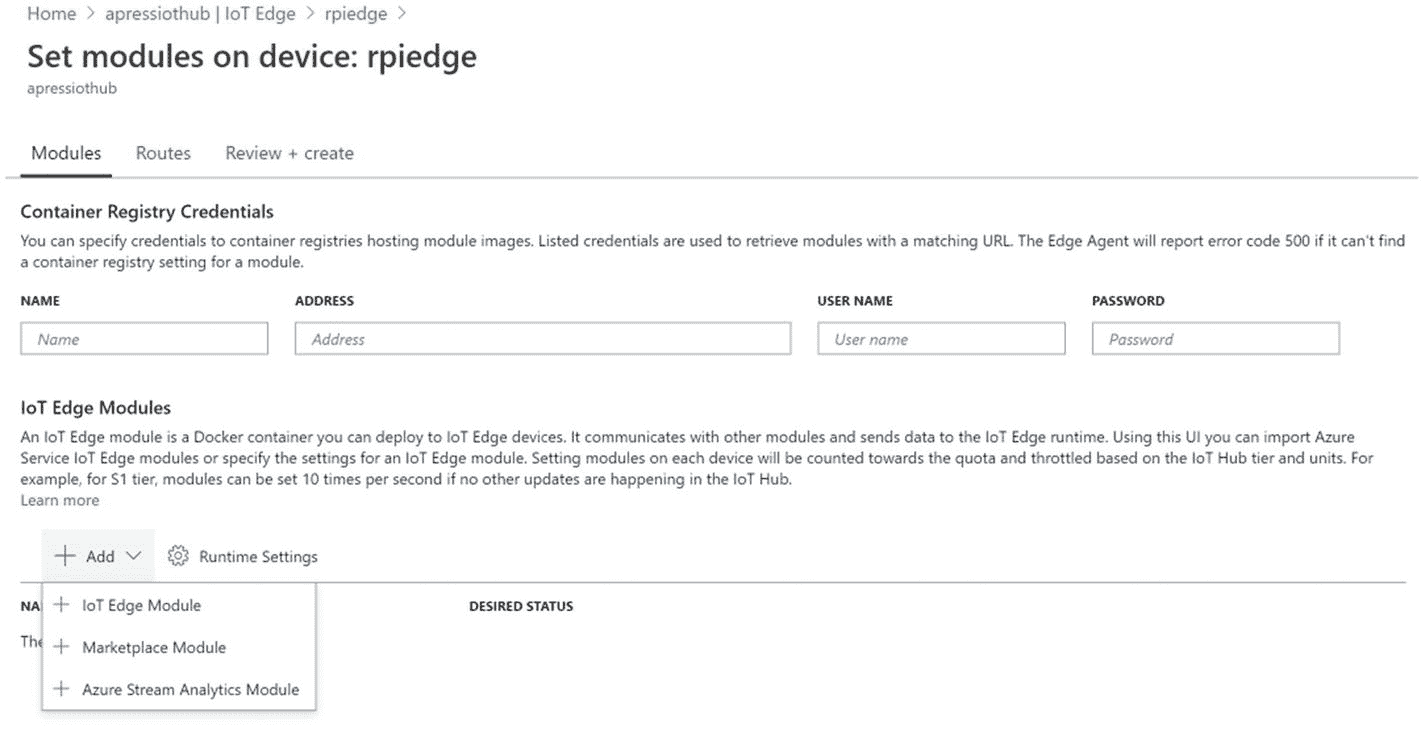 Home > apressiothub | IoT Edge > rpiedge >
Set modules on device: rpiedge
apressiothub
Modules Routes Review + create
Container Registry Credentials
You can specify credentials to container registries hosting module images. Listed credentials are used to retrieve modules with a matching URL. The Edge Agent will report error code 500 if it can't find
a container registry setting for a module.
NAME ADDRESS USER NAME PASSWORD
Name Address User name Password
IoT Edge Modules
An IoT Edge module is a Docker container you can deploy to IoT Edge devices. It communicates with other modules and sends data to the IoT Edge runtime. Using this UI you can import Azure
Service IoT Edge modules or specify the settings for an IoT Edge module. Setting modules on each device will be counted towards the quota and throttled based on the IoT Hub tier and units. For
example, for S1 tier, modules can be set 10 times per second if no other updates are happening in the IoT Hub.
Learn more
+ Add Runtime Settings
NA + IoT Edge Module DESIRED STATUS
The + Marketplace Module
+ Azure Stream Analytics Module